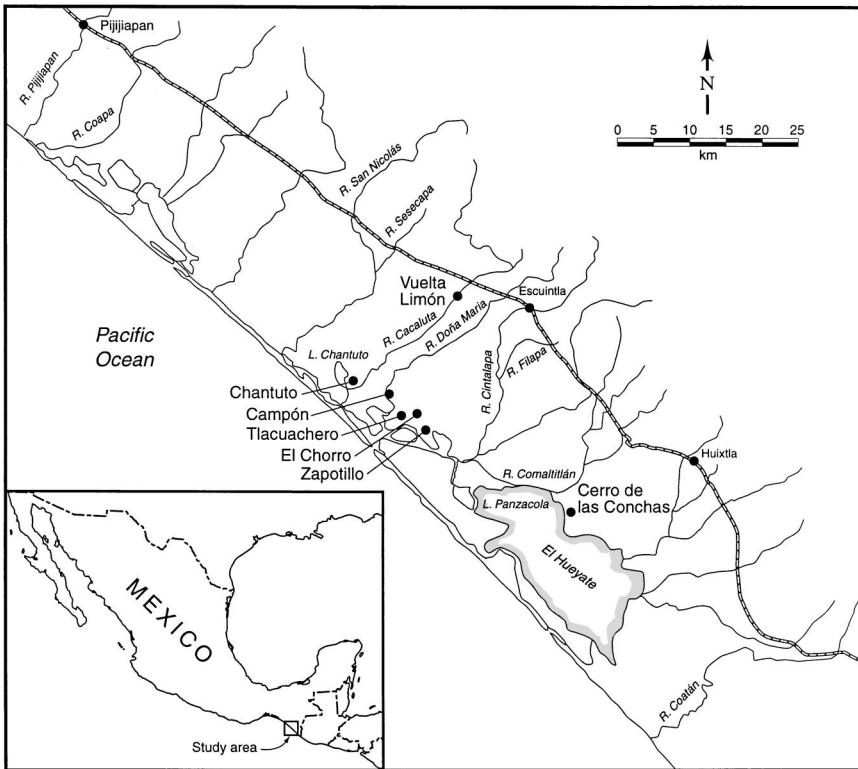 Pijijiapan
R. Pijijiapan
R. Coapa
N
0 5 10 15 20 25
km
R. San Nicolás
R. Sesecapa
Vuelta
Limón
Escuintla
Pacific
Ocean
R. Cacaluta
R. Doña Maria
L. Chantuto
R. Cintalapa
R. Filapa
Chantuto
Campón
Tlacuachero
El Chorro
Zapotillo
Huixtla
R. Comaltitlán
L. Panzacola
Cerro de
las Conchas
El Hueyate
MEXICO
R. Coatán
Study area